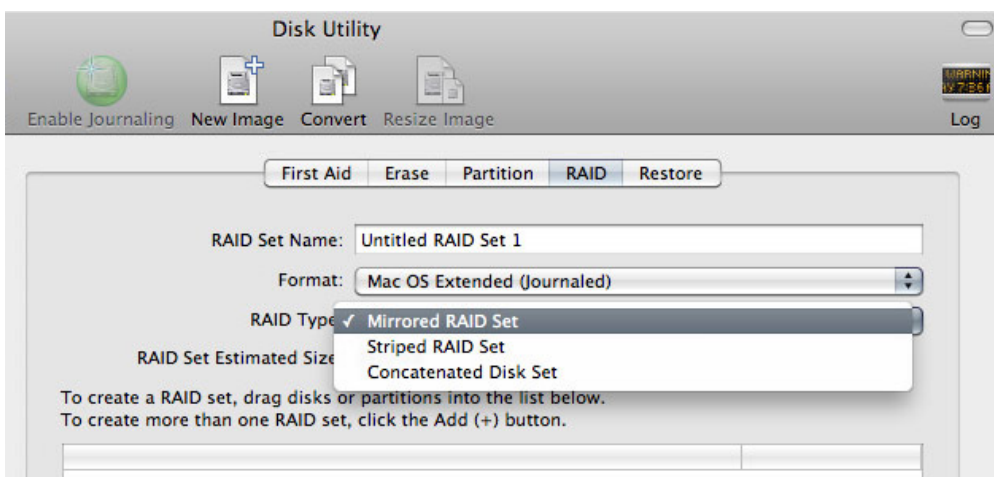 Disk Utility
Enable Journaling New Image Convert Resize Image Log
First Aid Erase Partition RAID Restore
RAID Set Name: Untitled RAID Set 1
Format: Mac OS Extended (Journaled)
RAID Type ✓ Mirrored RAID Set
Striped RAID Set
RAID Set Estimated Size
Concatenated Disk Set
To create a RAID set, drag disks or partitions into the list below.
To create more than one RAID set, click the Add (+) button.